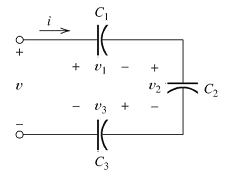 C₁
i
+
+ v₁ − +
v
v₂
C₂
− v₃ + −
−
C₃